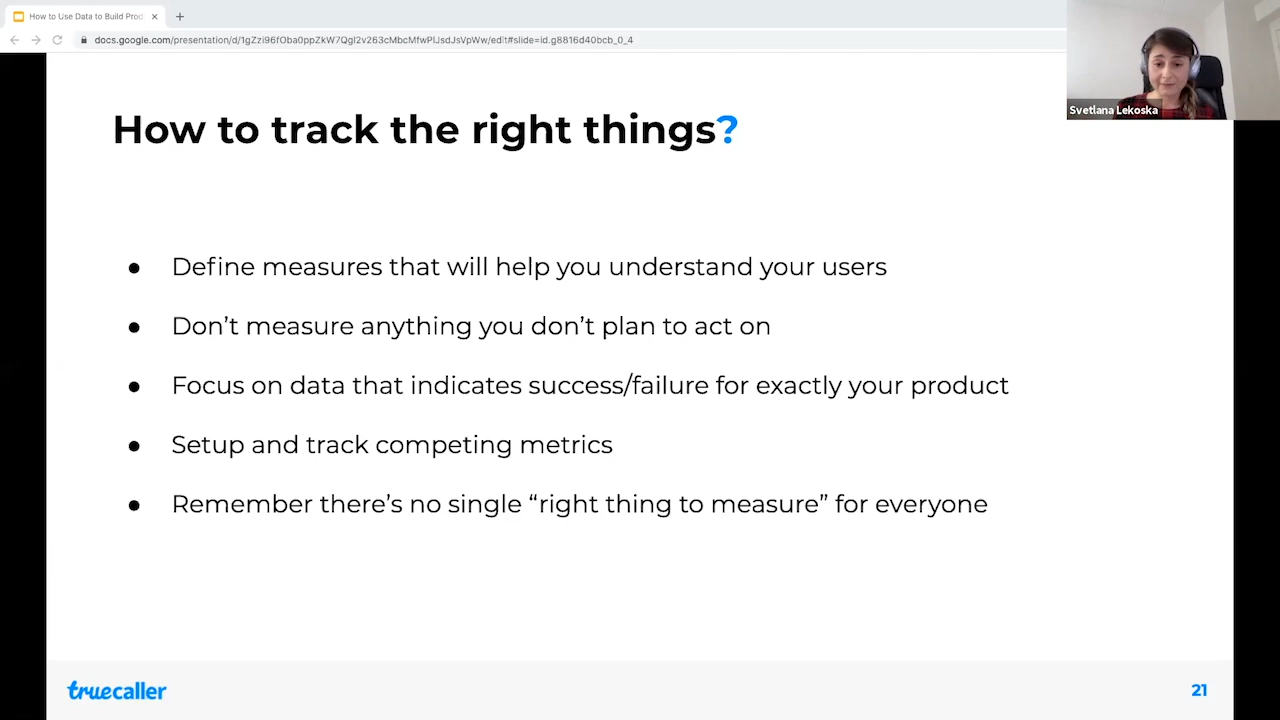 How to Use Data to Build Prod
docs.google.com/presentation/d/1gZzi96fOba0ppZkW7QgI2v263cMbcMfwPIJsdJsVpWw/edit#slide=id.g8816d40bcb_0_4
Svetlana Lekoska
How to track the right things?
● Define measures that will help you understand your users
● Don’t measure anything you don’t plan to act on
● Focus on data that indicates success/failure for exactly your product
● Setup and track competing metrics
● Remember there’s no single “right thing to measure” for everyone
truecaller
21